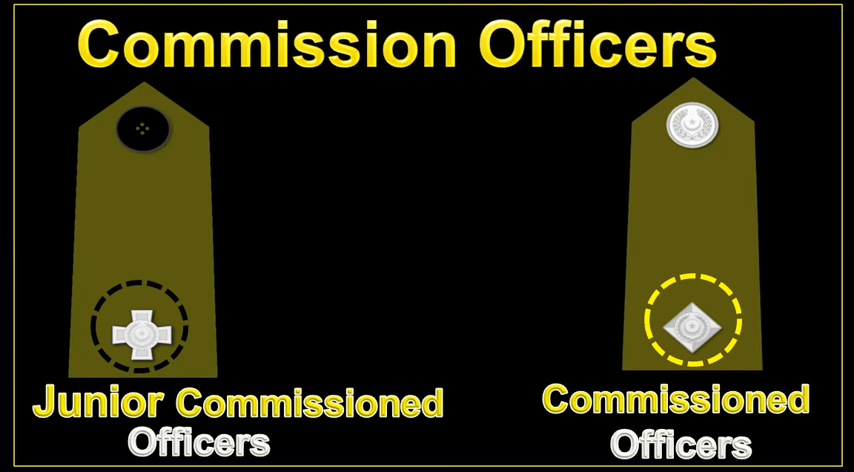 Commission Officers
Junior Commissioned
Officers
Commissioned
Officers